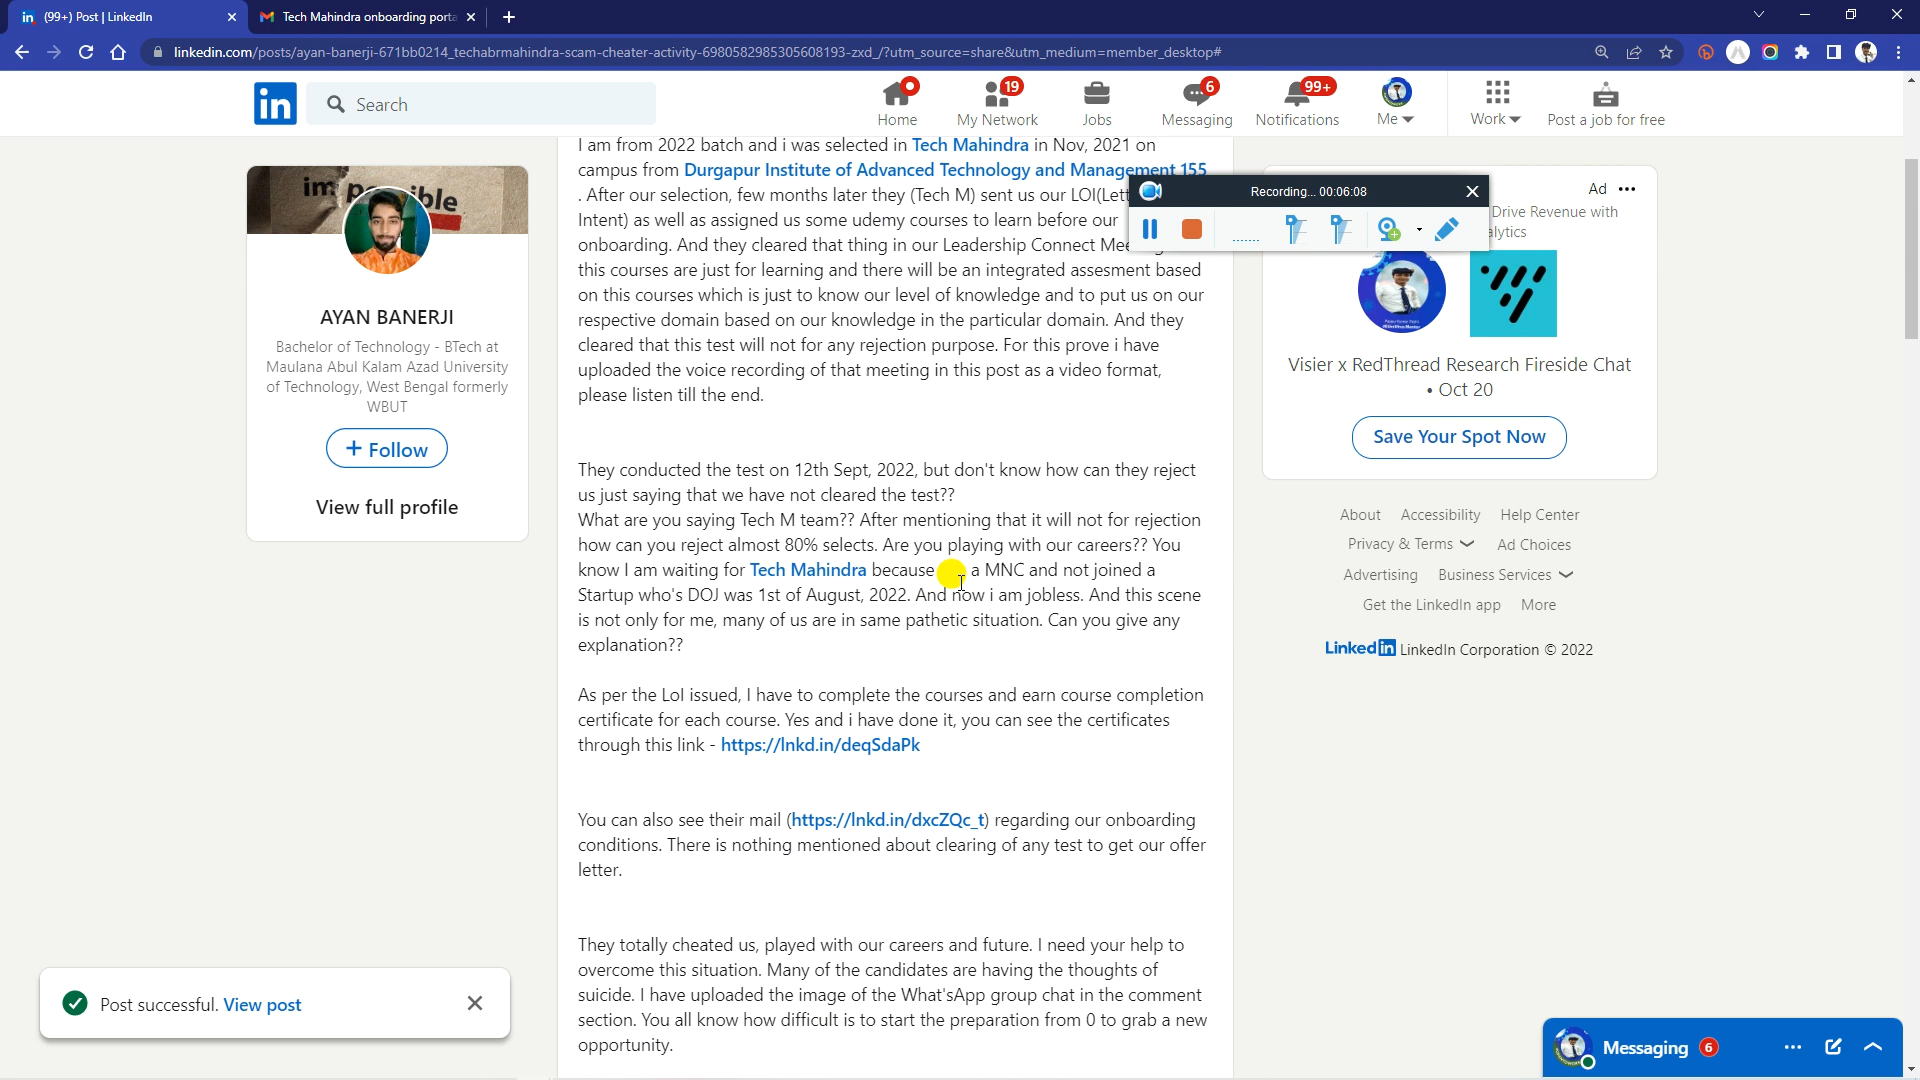 (99+) Post | LinkedIn
Tech Mahindra onboarding porta
linkedin.com/posts/ayan-banerji-671bb0214_techabrmahindra-scam-cheater-activity-6980582985305608193-zxd_/?utm_source=share&utm_medium=member_desktop#
in
Search
Home
19
My Network
Jobs
6
Messaging
99+
Notifications
Me
Work
Post a job for free
AYAN BANERJI
Bachelor of Technology - BTech at
Maulana Abul Kalam Azad University
of Technology, West Bengal formerly
WBUT
+ Follow
View full profile
I am from 2022 batch and i was selected in Tech Mahindra in Nov, 2021 on
campus from Durgapur Institute of Advanced Technology and Management 155
. After our selection, few months later they (Tech M) sent us our LOI(Lett
Intent) as well as assigned us some udemy courses to learn before our
onboarding. And they cleared that thing in our Leadership Connect Mee
this courses are just for learning and there will be an integrated assesment based
on this courses which is just to know our level of knowledge and to put us on our
respective domain based on our knowledge in the particular domain. And they
cleared that this test will not for any rejection purpose. For this prove i have
uploaded the voice recording of that meeting in this post as a video format,
please listen till the end.
They conducted the test on 12th Sept, 2022, but don't know how can they reject
us just saying that we have not cleared the test??
What are you saying Tech M team?? After mentioning that it will not for rejection
how can you reject almost 80% selects. Are you playing with our careers?? You
know I am waiting for Tech Mahindra because a MNC and not joined a
Startup who's DOJ was 1st of August, 2022. And now i am jobless. And this scene
is not only for me, many of us are in same pathetic situation. Can you give any
explanation??
As per the LoI issued, I have to complete the courses and earn course completion
certificate for each course. Yes and i have done it, you can see the certificates
through this link - https://lnkd.in/deqSdaPk
You can also see their mail (https://lnkd.in/dxcZQc_t) regarding our onboarding
conditions. There is nothing mentioned about clearing of any test to get our offer
letter.
They totally cheated us, played with our careers and future. I need your help to
overcome this situation. Many of the candidates are having the thoughts of
suicide. I have uploaded the image of the What'sApp group chat in the comment
section. You all know how difficult is to start the preparation from 0 to grab a new
opportunity.
Recording... 00:06:08
Ad
Drive Revenue with
alytics
Visier x RedThread Research Fireside Chat
• Oct 20
Save Your Spot Now
About Accessibility Help Center
Privacy & Terms Ad Choices
Advertising Business Services
Get the LinkedIn app More
Linkedin LinkedIn Corporation © 2022
Post successful. View post
Messaging 6